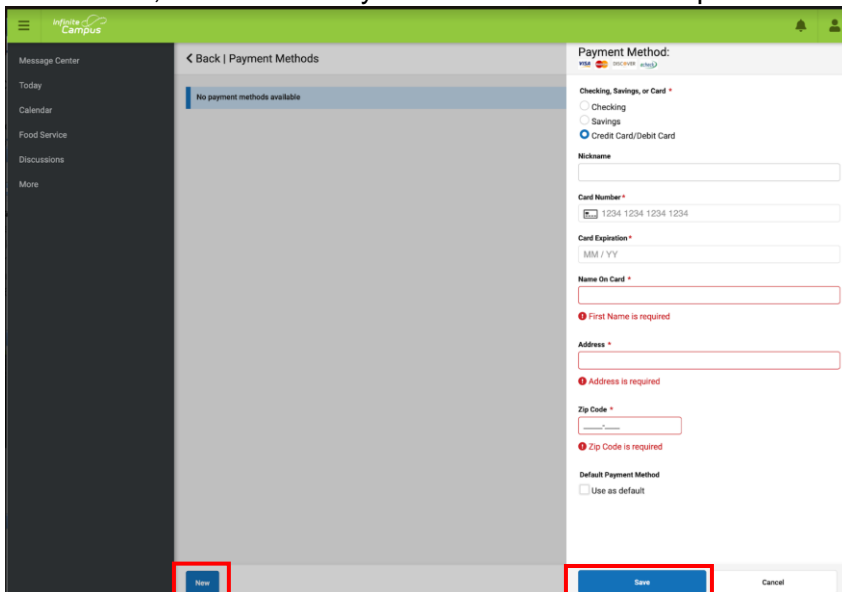 Infinite
Campus
Message Center
Today
Calendar
Food Service
Discussions
More
Back | Payment Methods
No payment methods available
New
Payment Method:
VISA DISCOVER echeck
Checking, Savings, or Card *
Checking
Savings
Credit Card/Debit Card
Nickname
Card Number *
1234 1234 1234 1234
Card Expiration *
MM / YY
Name On Card *
First Name is required
Address *
Address is required
Zip Code *
_____-____
Zip Code is required
Default Payment Method
Use as default
Save
Cancel